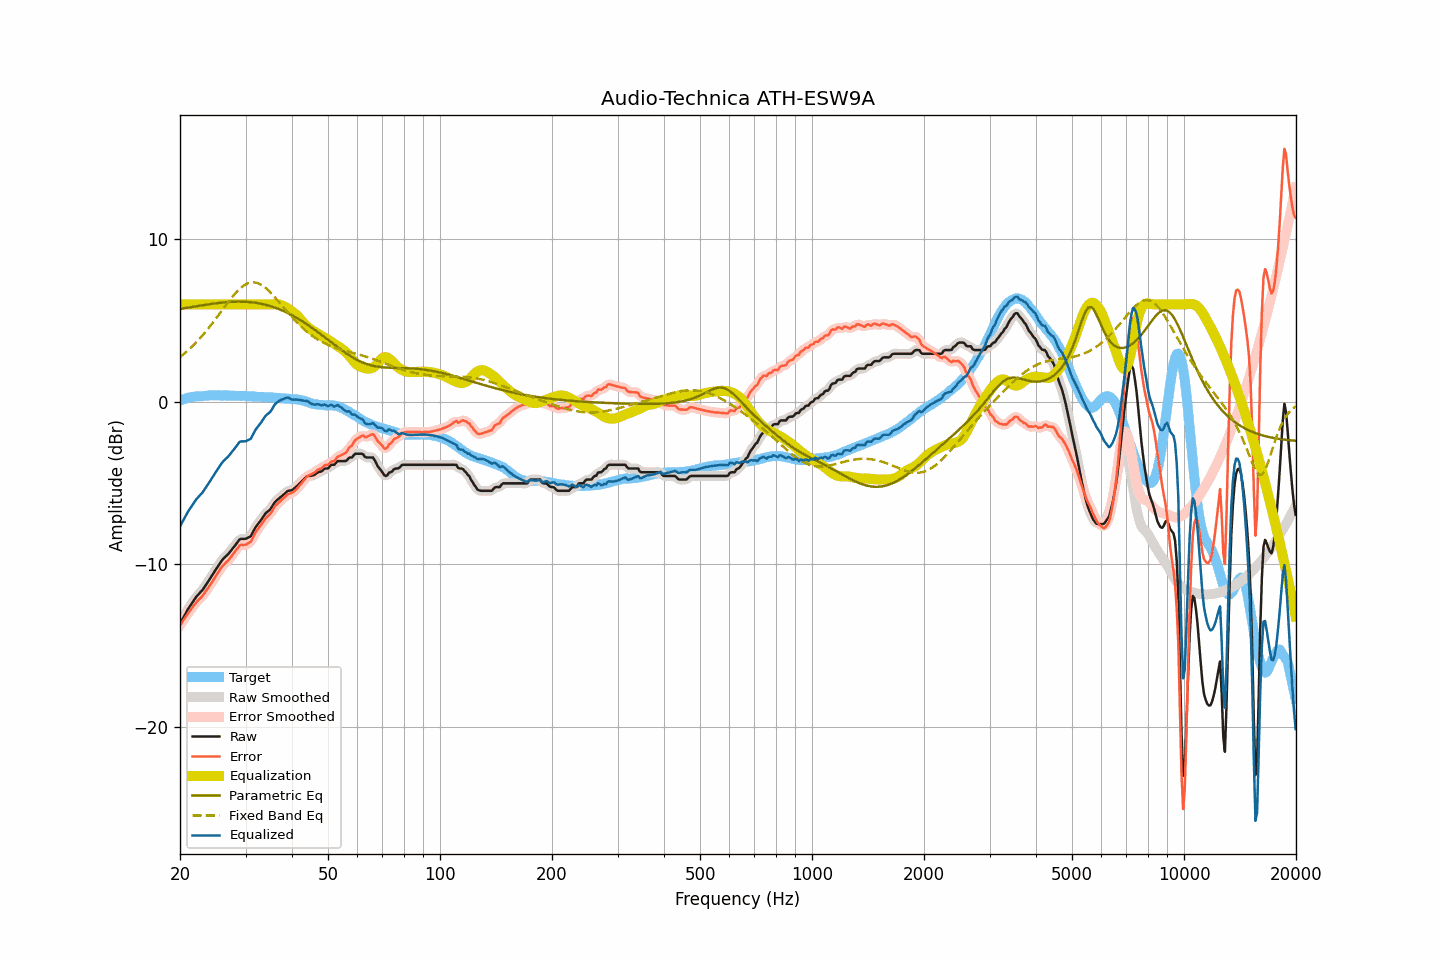 Audio-Technica ATH-ESW9A
Amplitude (dBr)
10
0
−10
−20
Target
Raw Smoothed
Error Smoothed
Raw
Error
Equalization
Parametric Eq
Fixed Band Eq
Equalized
20 50 100 200 500 1000 2000 5000 10000 20000
Frequency (Hz)